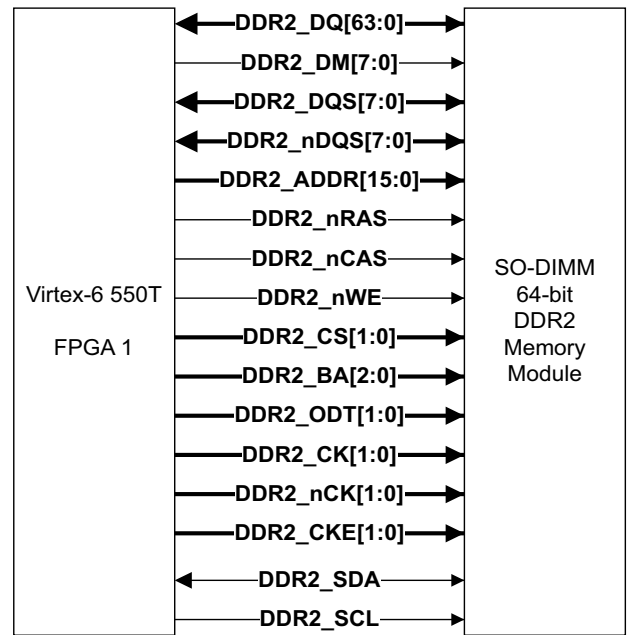 DDR2_DQ[63:0]
DDR2_DM[7:0]
DDR2_DQS[7:0]
DDR2_nDQS[7:0]
DDR2_ADDR[15:0]
DDR2_nRAS
DDR2_nCAS
DDR2_nWE
DDR2_CS[1:0]
DDR2_BA[2:0]
DDR2_ODT[1:0]
DDR2_CK[1:0]
DDR2_nCK[1:0]
DDR2_CKE[1:0]
DDR2_SDA
DDR2_SCL
Virtex-6 550T
FPGA 1
SO-DIMM
64-bit
DDR2
Memory
Module